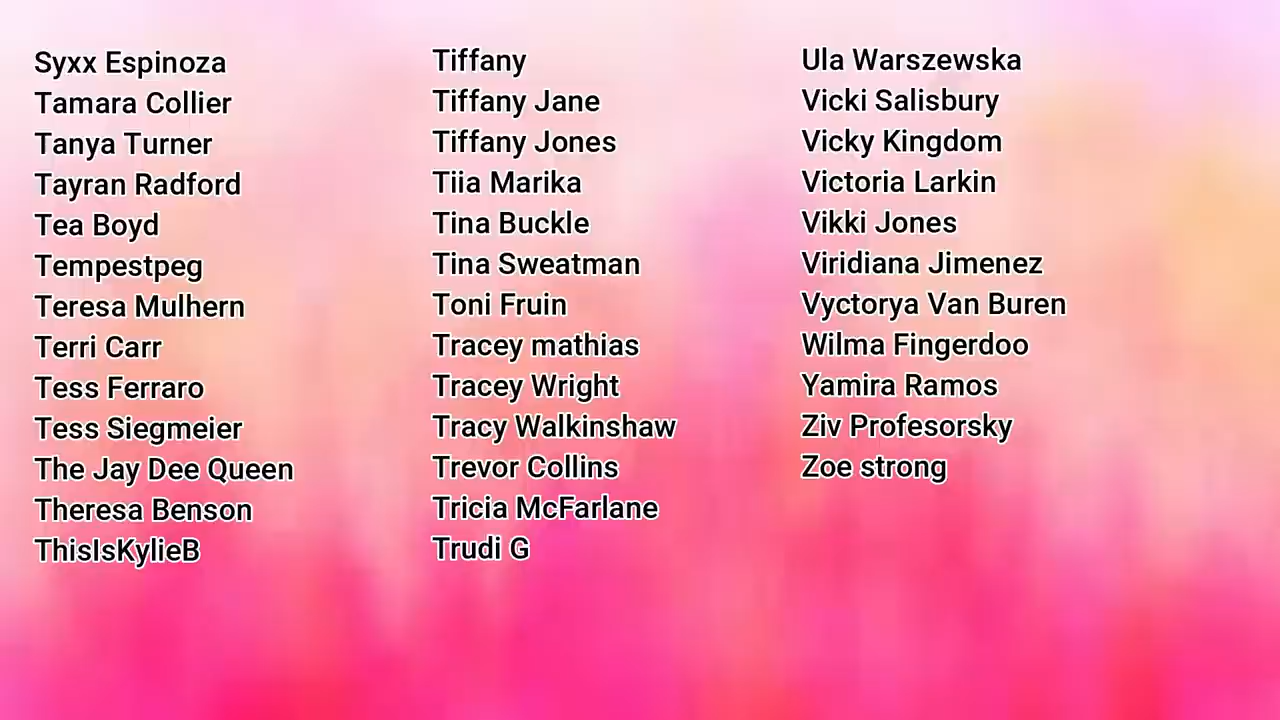 Syxx Espinoza
Tamara Collier
Tanya Turner
Tayran Radford
Tea Boyd
Tempestpeg
Teresa Mulhern
Terri Carr
Tess Ferraro
Tess Siegmeier
The Jay Dee Queen
Theresa Benson
ThisIsKylieB
Tiffany
Tiffany Jane
Tiffany Jones
Tiia Marika
Tina Buckle
Tina Sweatman
Toni Fruin
Tracey mathias
Tracey Wright
Tracy Walkinshaw
Trevor Collins
Tricia McFarlane
Trudi G
Ula Warszewska
Vicki Salisbury
Vicky Kingdom
Victoria Larkin
Vikki Jones
Viridiana Jimenez
Vyctorya Van Buren
Wilma Fingerdoo
Yamira Ramos
Ziv Profesorsky
Zoe strong